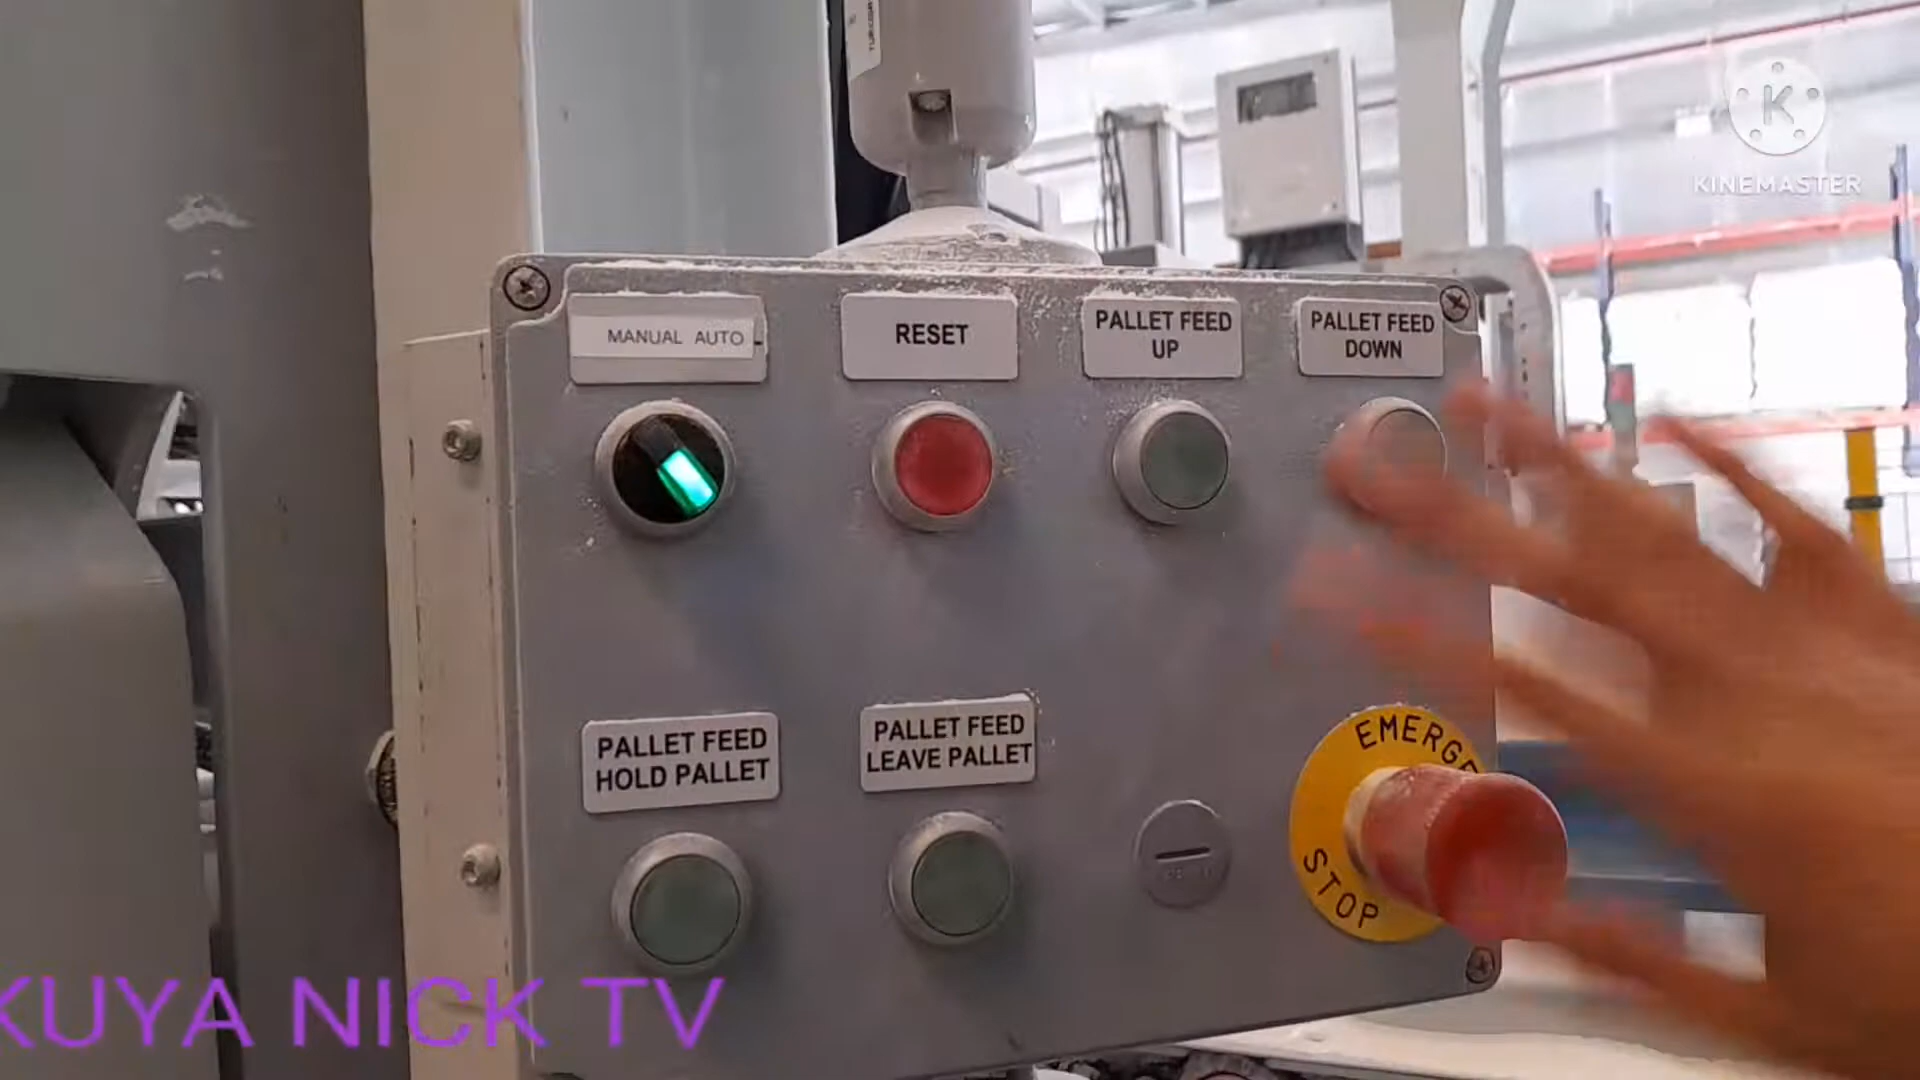 KINEMASTER
MANUAL AUTO
RESET
PALLET FEED
UP
PALLET FEED
DOWN
PALLET FEED
HOLD PALLET
PALLET FEED
LEAVE PALLET
STOP
KUYA NICK TV